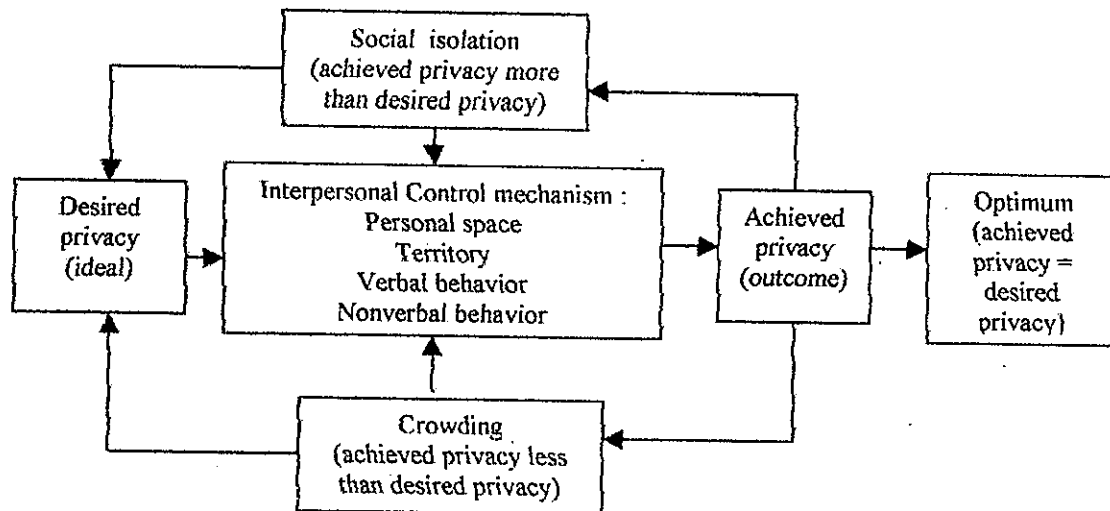 Social isolation
(achieved privacy more
than desired privacy)
Desired
privacy
(ideal)
Interpersonal Control mechanism :
Personal space
Territory
Verbal behavior
Nonverbal behavior
Achieved
privacy
(outcome)
Optimum
(achieved
privacy =
desired
privacy)
Crowding
(achieved privacy less
than desired privacy)